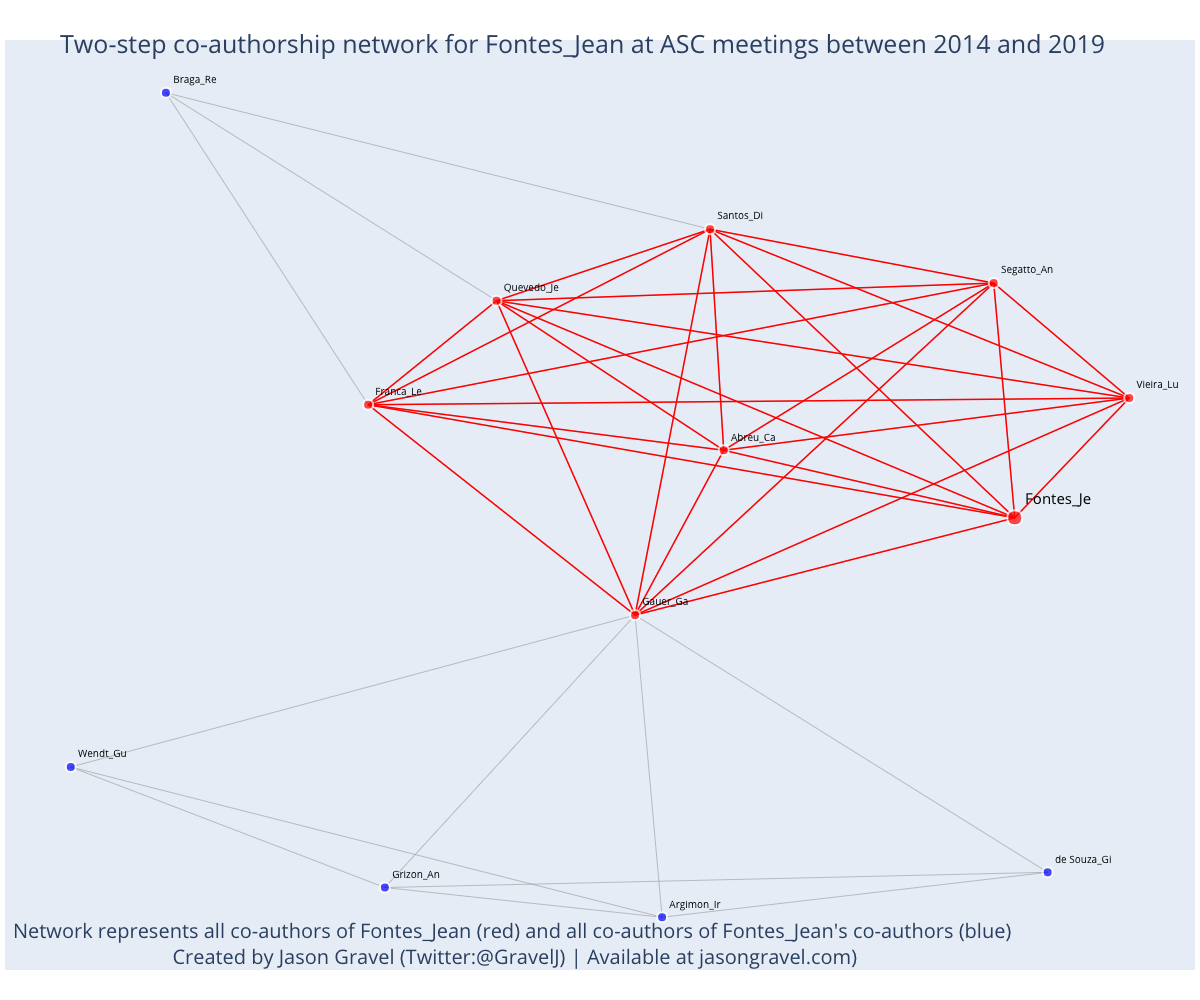 Two-step co-authorship network for Fontes_Jean at ASC meetings between 2014 and 2019
Braga_Re
Santos_Di
Segatto_An
Quevedo_Je
Vieira_Lu
Franca_Le
Abreu_Ca
Fontes_Je
Gauer_Ga
Wendt_Gu
de Souza_Gi
Grizon_An
Argimon_Ir
Network represents all co-authors of Fontes_Jean (red) and all co-authors of Fontes_Jean's co-authors (blue)
Created by Jason Gravel (Twitter:@GravelJ) | Available at jasongravel.com)